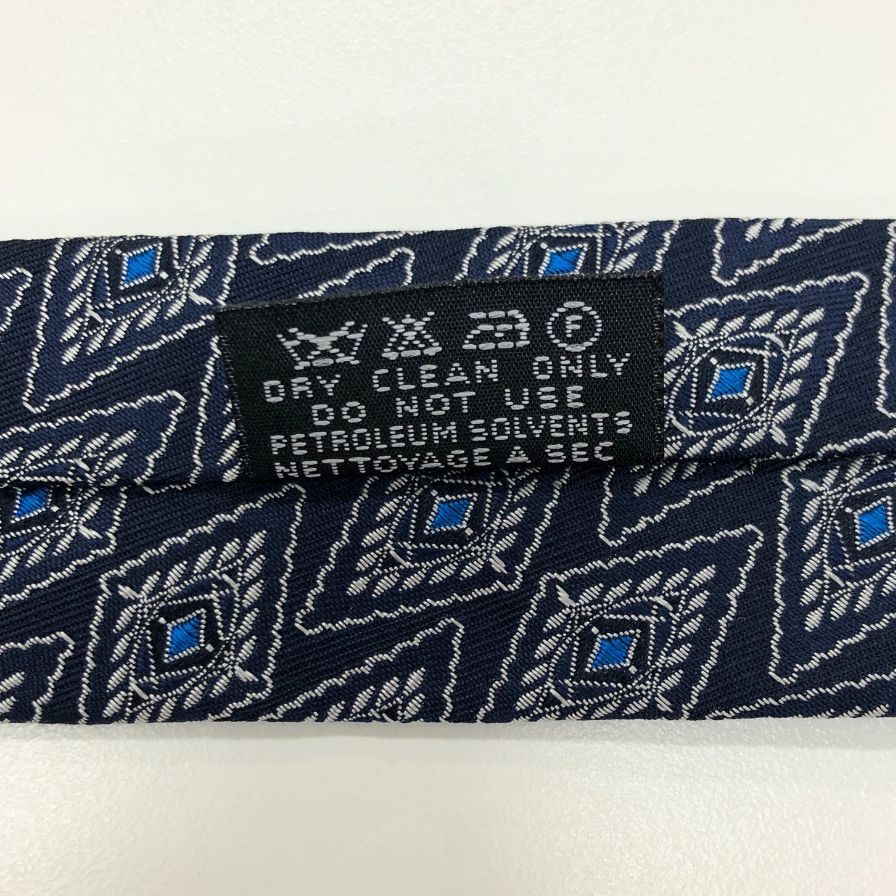 F
DRY CLEAN ONLY
DO NOT USE
PETROLEUM SOLVENTS
NETTOYAGE A SEC